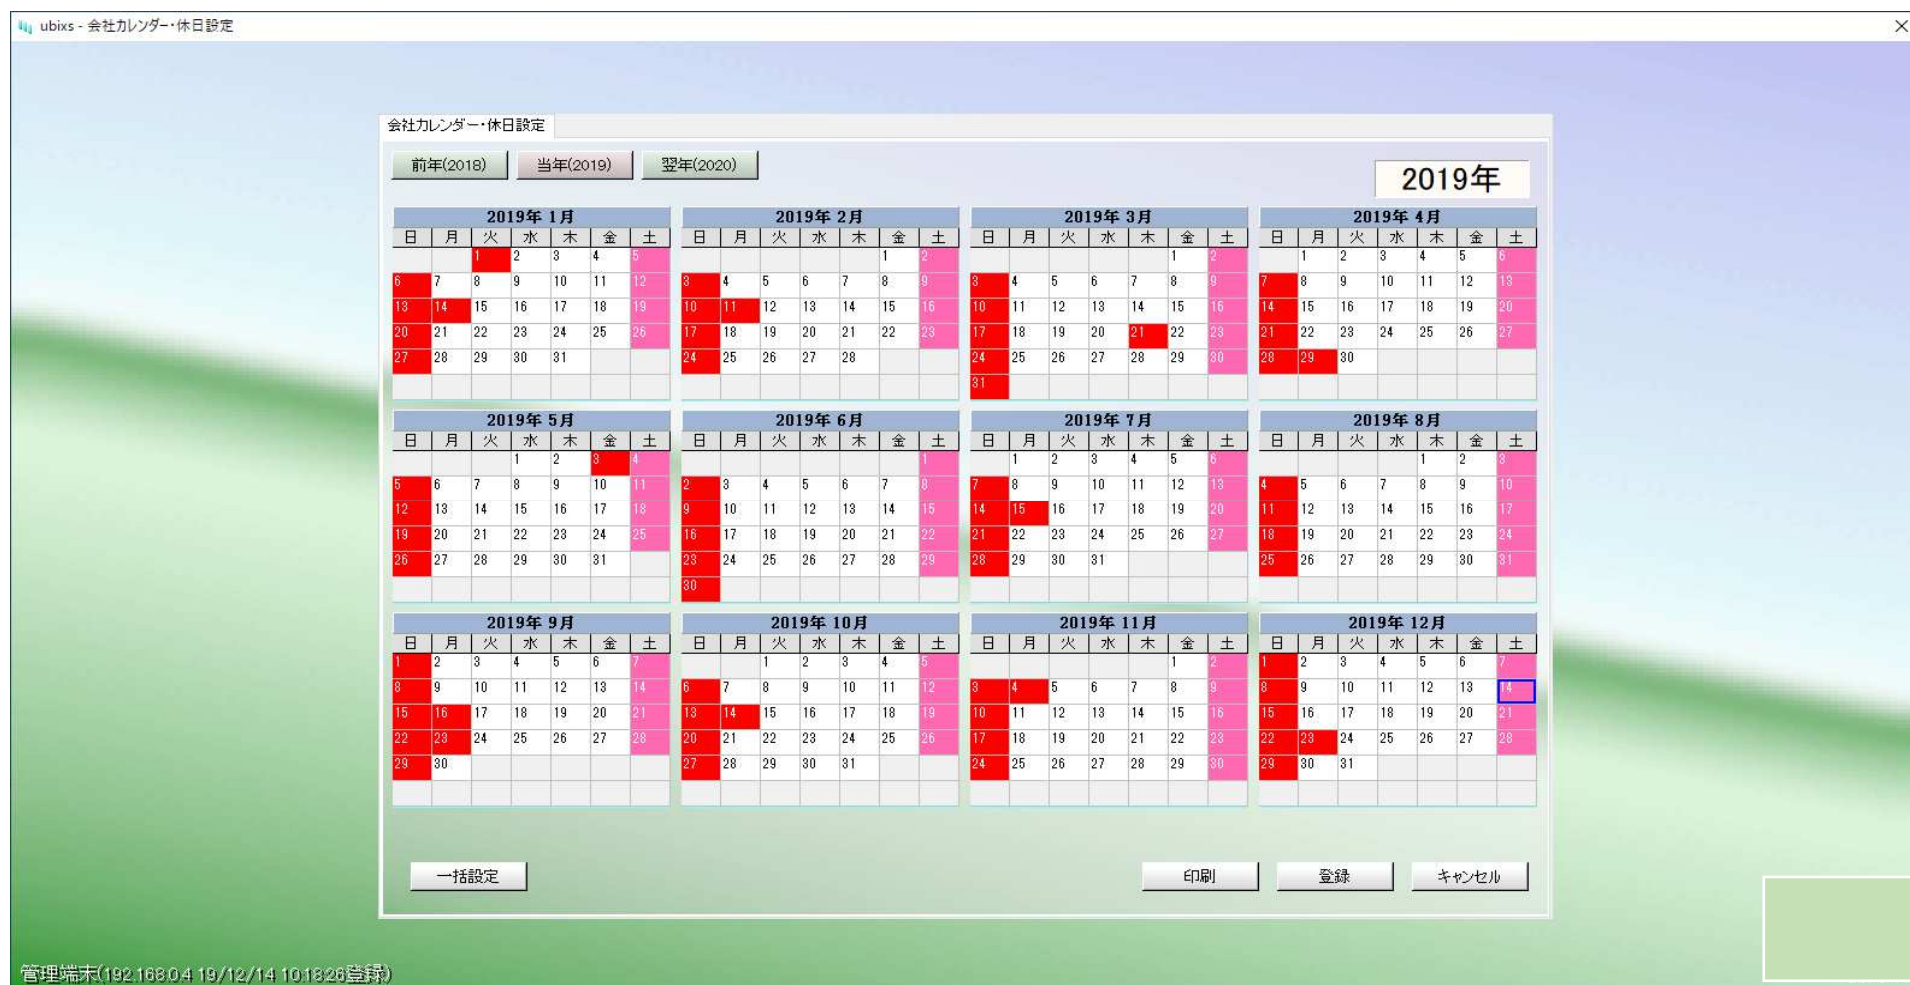 ubixs - 会社カレンダー・休日設定
会社カレンダー・休日設定
前年(2018) 当年(2019) 翌年(2020)
2019年
2019年 1月
日 月 火 水 木 金 土
1 2 3 4 5
6 7 8 9 10 11 12
13 14 15 16 17 18 19
20 21 22 23 24 25 26
27 28 29 30 31
2019年 2月
日 月 火 水 木 金 土
1 2
3 4 5 6 7 8 9
10 11 12 13 14 15 16
17 18 19 20 21 22 23
24 25 26 27 28
2019年 3月
日 月 火 水 木 金 土
1 2
3 4 5 6 7 8 9
10 11 12 13 14 15 16
17 18 19 20 21 22 23
24 25 26 27 28 29 30
31
2019年 4月
日 月 火 水 木 金 土
1 2 3 4 5 6
7 8 9 10 11 12 13
14 15 16 17 18 19 20
21 22 23 24 25 26 27
28 29 30
2019年 5月
日 月 火 水 木 金 土
1 2 3 4
5 6 7 8 9 10 11
12 13 14 15 16 17 18
19 20 21 22 23 24 25
26 27 28 29 30 31
2019年 6月
日 月 火 水 木 金 土
1
2 3 4 5 6 7 8
9 10 11 12 13 14 15
16 17 18 19 20 21 22
23 24 25 26 27 28 29
30
2019年 7月
日 月 火 水 木 金 土
1 2 3 4 5 6
7 8 9 10 11 12 13
14 15 16 17 18 19 20
21 22 23 24 25 26 27
28 29 30 31
2019年 8月
日 月 火 水 木 金 土
1 2 3
4 5 6 7 8 9 10
11 12 13 14 15 16 17
18 19 20 21 22 23 24
25 26 27 28 29 30 31
2019年 9月
日 月 火 水 木 金 土
1 2 3 4 5 6 7
8 9 10 11 12 13 14
15 16 17 18 19 20 21
22 23 24 25 26 27 28
29 30
2019年 10月
日 月 火 水 木 金 土
1 2 3 4 5
6 7 8 9 10 11 12
13 14 15 16 17 18 19
20 21 22 23 24 25 26
27 28 29 30 31
2019年 11月
日 月 火 水 木 金 土
1 2
3 4 5 6 7 8 9
10 11 12 13 14 15 16
17 18 19 20 21 22 23
24 25 26 27 28 29 30
2019年 12月
日 月 火 水 木 金 土
1 2 3 4 5 6 7
8 9 10 11 12 13 14
15 16 17 18 19 20 21
22 23 24 25 26 27 28
29 30 31
一括設定 印刷 登録 キャンセル
管理端末(192.168.0.4 19/12/14 10:18:26登録)